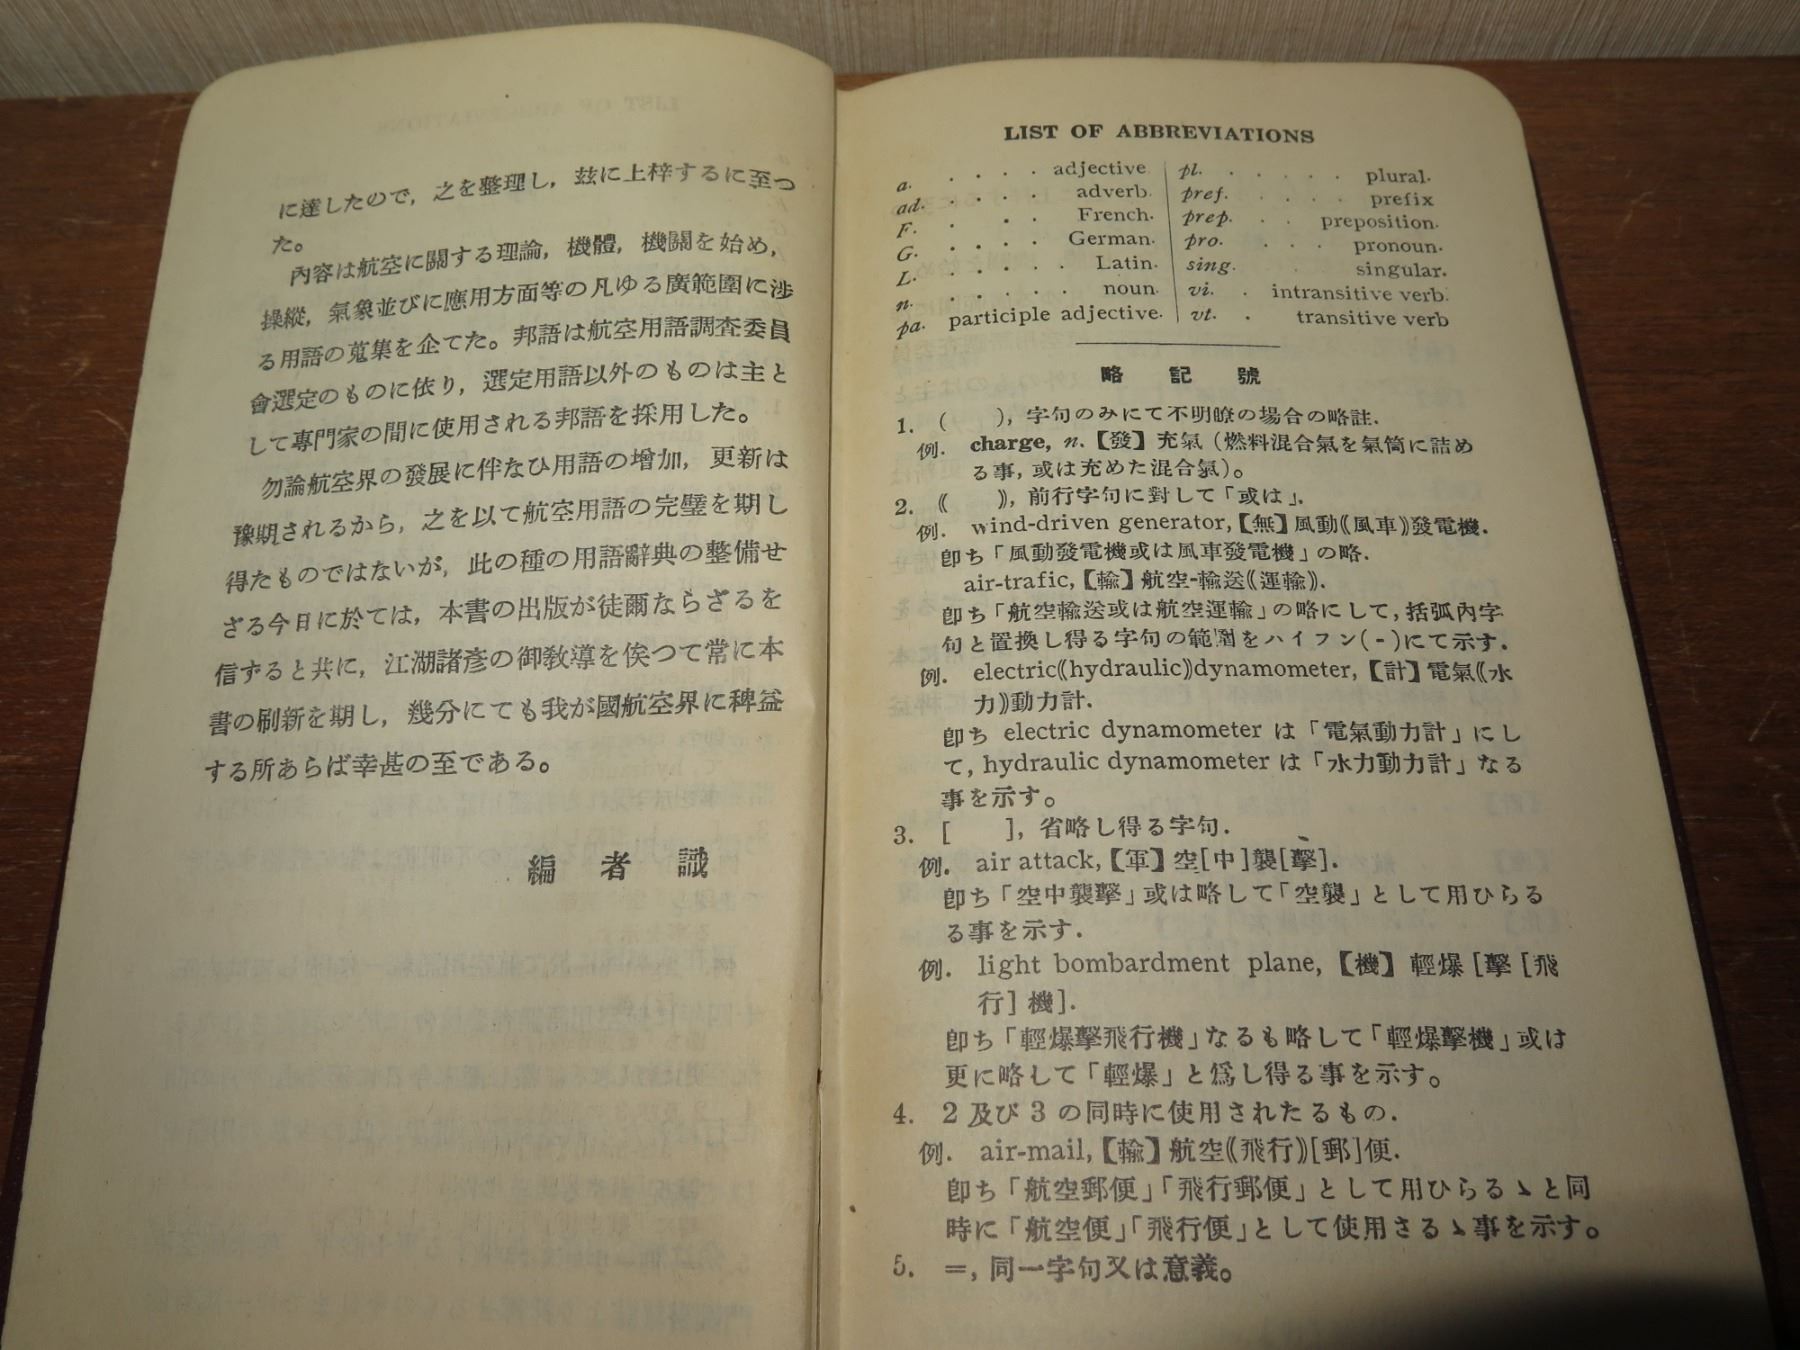 に達したので，之を整理し，玆に上梓するに至つ
た。
內容は航空に關する理論，機體，機關を始め，
操縱，氣象並びに應用方面等の凡ゆる廣範圍に涉
る用語の蒐集を企てた。邦語は航空用語調査委員
會選定のものに依り，選定用語以外のものは主と
して專門家の間に使用される邦語を採用した。
勿論航空界の發展に伴なひ用語の增加，更新は
豫期されるから，之を以て航空用語の完璧を期し
得たものではないが，此の種の用語辭典の整備せ
ざる今日に於ては，本書の出版が徒爾ならざるを
信ずると共に，江湖諸彥の御敎導を俟つて常に本
書の刷新を期し，幾分にても我が國航空界に稗益
する所あらば幸甚の至である。
編 者 識
LIST OF ABBREVIATIONS
a. . . . . adjective
ad. . . . . adverb.
F. . . . French.
G. . . . . German.
L. . . . . . Latin.
n. . . . . . noun.
pa. participle adjective.
pl. . . . . . plural.
pref. . . . . prefix
prep. . . preposition.
pro. . . . pronoun.
sing. . singular.
vi. . intransitive verb.
vt. . transitive verb
略 記 號
1. (　　), 字句のみにて不明瞭の場合の略註．
例. charge, n.【發】充氣（燃料混合氣を氣筒に詰め
る事, 或は充めた混合氣）。
2. 《　　》, 前行字句に對して「或は」．
例. wind-driven generator,【無】風動《風車》發電機．
卽ち「風動發電機或は風車發電機」の略．
air-trafic,【輸】航空-輸送《運輸》．
卽ち「航空輸送或は航空運輸」の略にして, 括弧內字
句と置換し得る字句の範圍をハイフン(-)にて示す．
例. electric《hydraulic》dynamometer,【計】電氣《水
力》動力計．
卽ち electric dynamometer は「電氣動力計」にし
て, hydraulic dynamometer は「水力動力計」なる
事を示す。
3. [　　], 省略し得る字句．
例. air attack,【軍】空[中]襲[擊]．
卽ち「空中襲擊」或は略して「空襲」として用ひらる
る事を示す．
例. light bombardment plane,【機】輕爆[擊[飛
行]機]．
卽ち「輕爆擊飛行機」なるも略して「輕爆擊機」或は
更に略して「輕爆」と爲し得る事を示す。
4. 2 及び 3 の同時に使用されたるもの．
例. air-mail,【輸】航空《飛行》[郵]便．
卽ち「航空郵便」「飛行郵便」として用ひらるゝと同
時に「航空便」「飛行便」として使用さるゝ事を示す。
5. =, 同一字句又は意義。